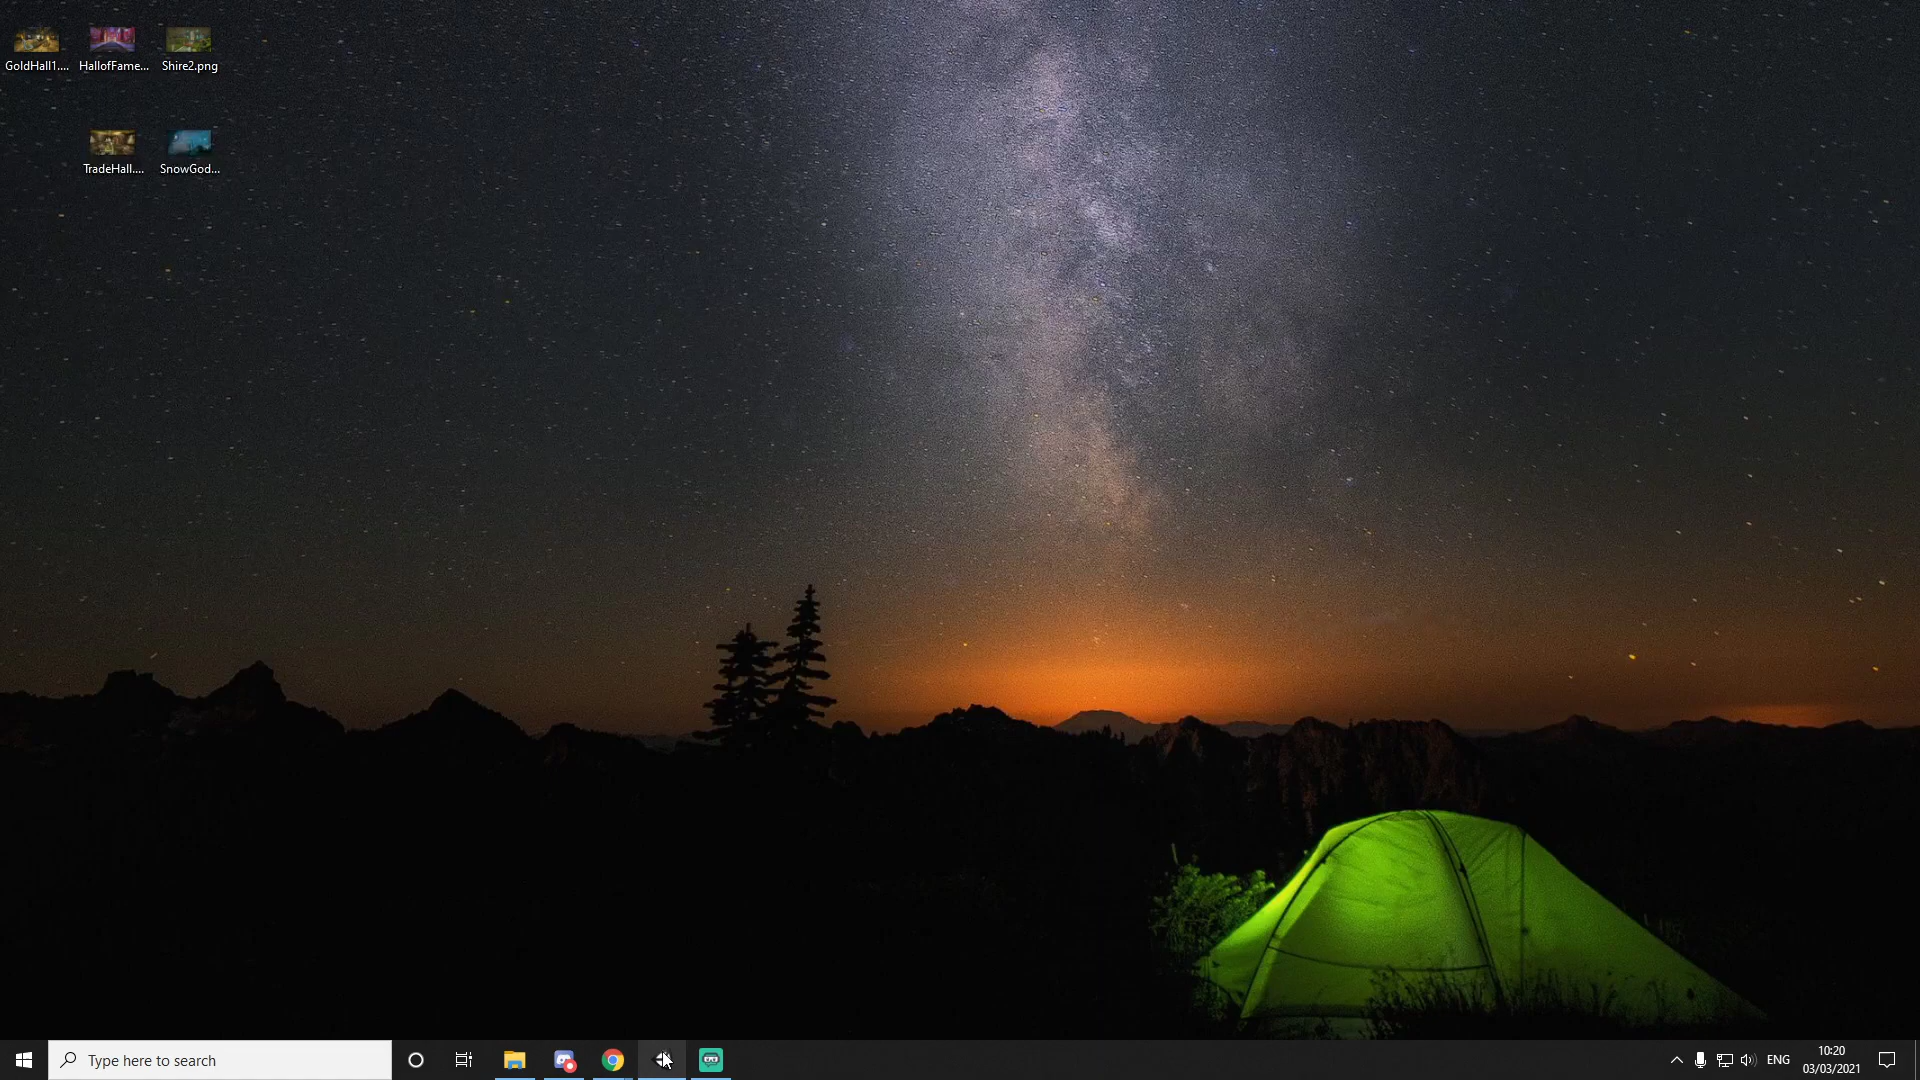 GoldHall1.... HallofFame... Shire2.png
TradeHall.... SnowGod...
Type here to search
ENG
10:20
03/03/2021